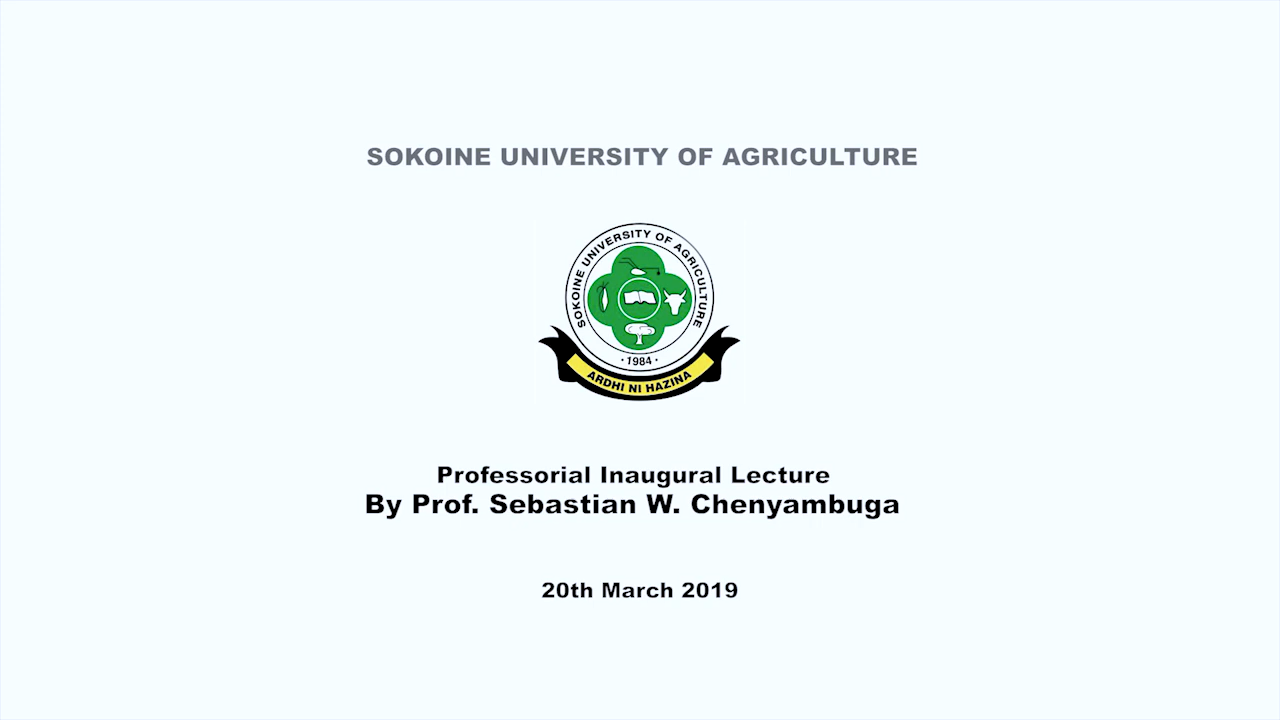 SOKOINE UNIVERSITY OF AGRICULTURE
SOKOINE UNIVERSITY OF AGRICULTURE
· 1984 ·
ARDHI NI HAZINA
Professorial Inaugural Lecture
By Prof. Sebastian W. Chenyambuga
20th March 2019